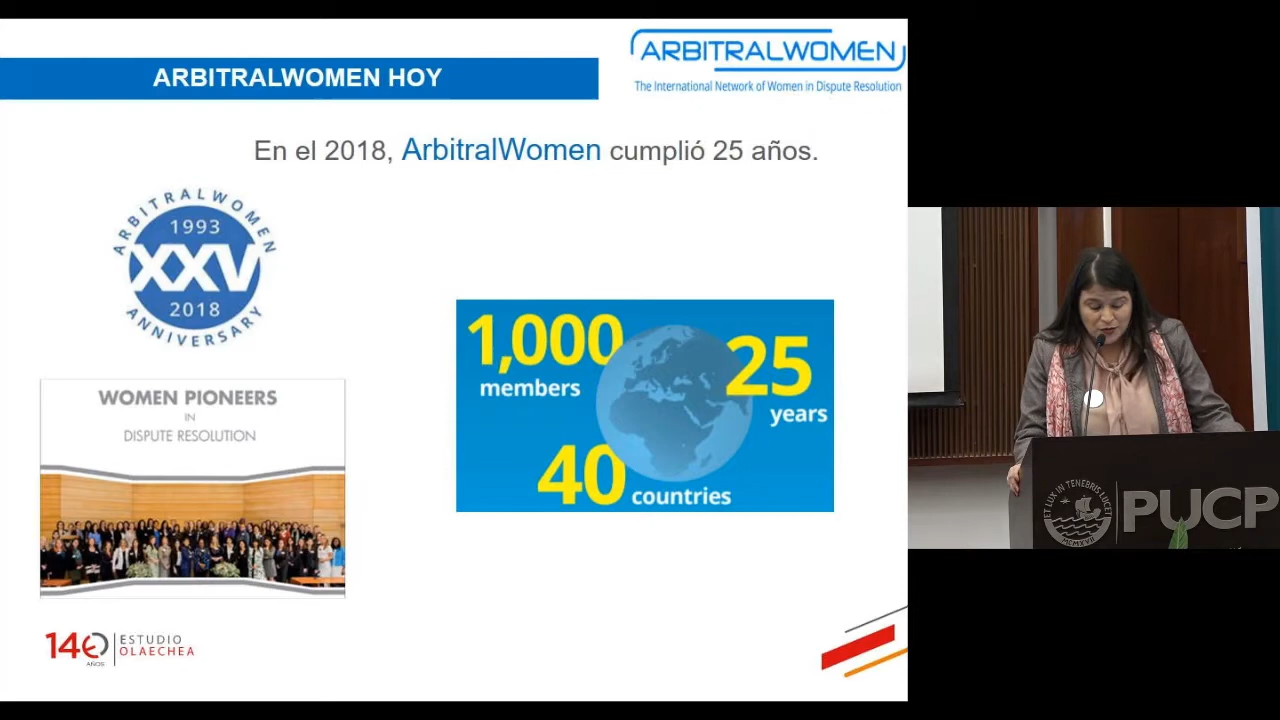 ARBITRALWOMEN HOY
ARBITRALWOMEN
The International Network of Women in Dispute Resolution
En el 2018, ArbitralWomen cumplió 25 años.
ARBITRALWOMEN
1993
XXV
2018
ANNIVERSARY
1,000
members
25
years
40
countries
WOMEN PIONEERS
IN
DISPUTE RESOLUTION
140
AÑOS
ESTUDIO
OLAECHEA
ET LUX IN TENEBRIS LUCET
MCMXVII
PUCP